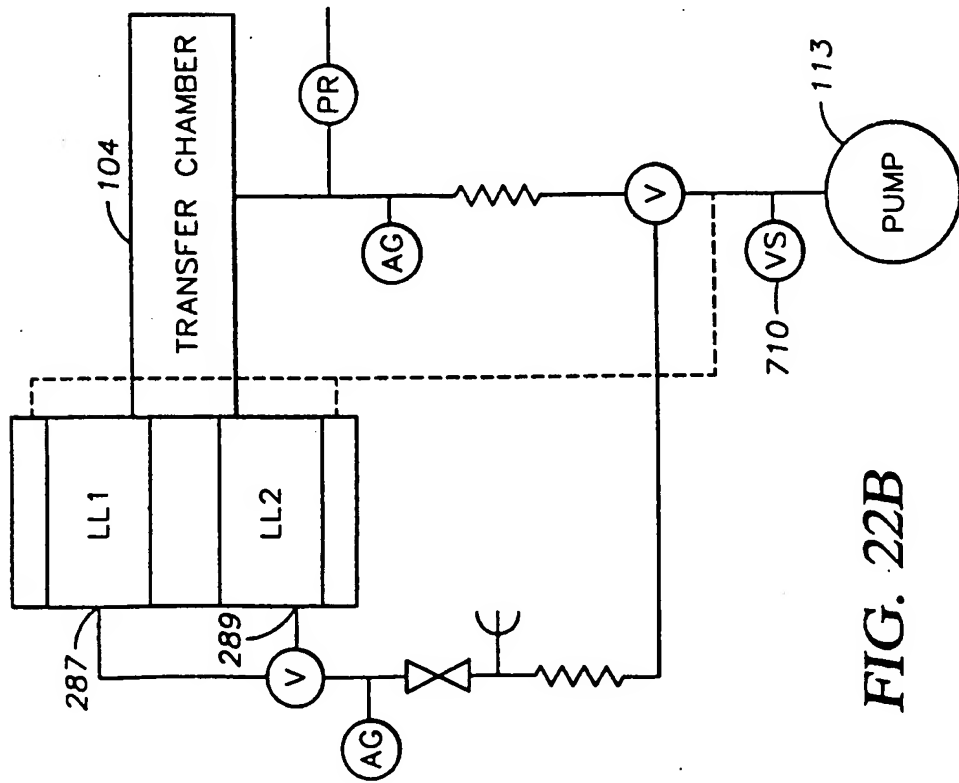 104
TRANSFER CHAMBER
PR
LL1
LL2
287
289
AG
V
V
AG
VS
710
113
PUMP
FIG. 22B